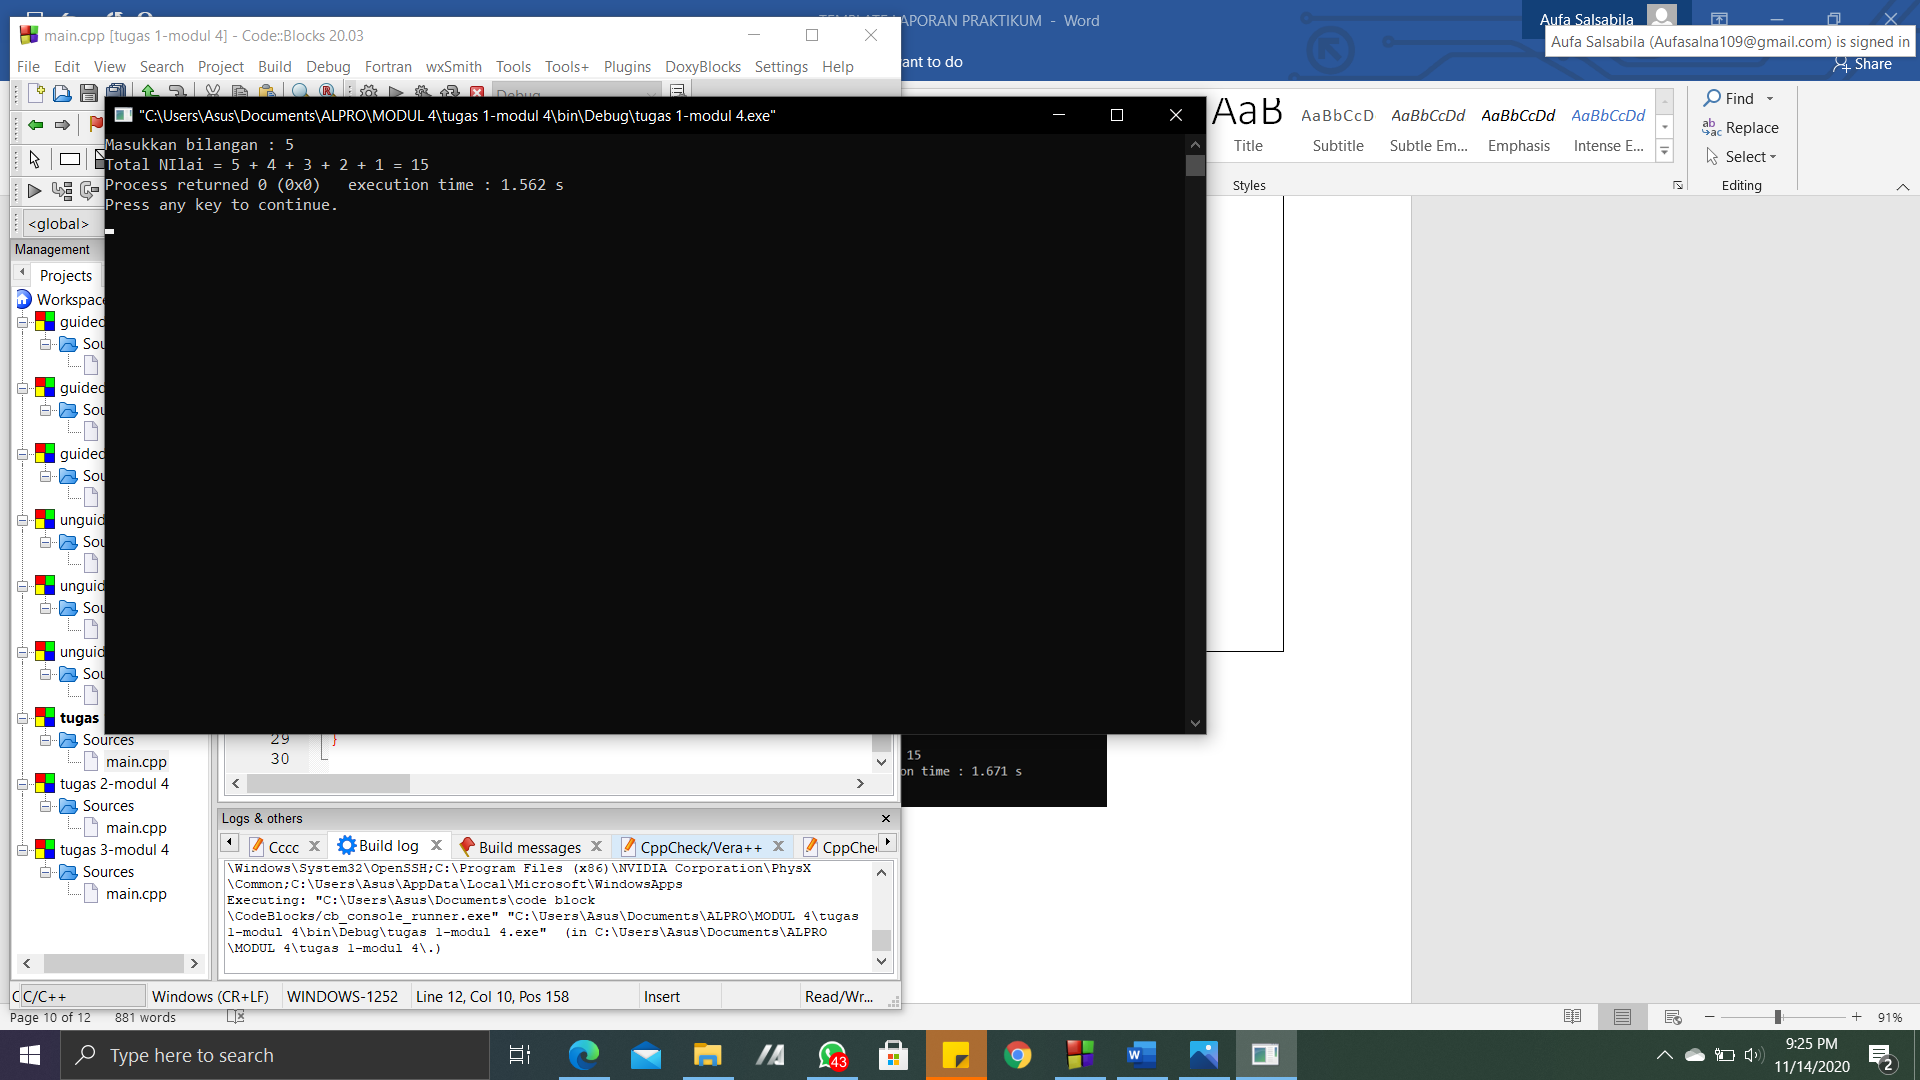 TEMPLATE LAPORAN PRAKTIKUM - Word
Aufa Salsabila
Aufa Salsabila (Aufasalna109@gmail.com) is signed in
Share
ant to do
main.cpp [tugas 1-modul 4] - Code::Blocks 20.03
File Edit View Search Project Build Debug Fortran wxSmith Tools Tools+ Plugins DoxyBlocks Settings Help
Debug
"C:\Users\Asus\Documents\ALPRO\MODUL 4\tugas 1-modul 4\bin\Debug\tugas 1-modul 4.exe"
Masukkan bilangan : 5
Total NIlai = 5 + 4 + 3 + 2 + 1 = 15
Process returned 0 (0x0) execution time : 1.562 s
Press any key to continue.
AaB AaBbCcD AaBbCcDd AaBbCcDd AaBbCcDd
Title Subtitle Subtle Em... Emphasis Intense E...
Styles
Find
Replace
Select
Editing
<global>
Management
Projects
Workspace
guided
Sou
guided
Sou
guided
Sou
unguid
Sou
unguid
Sou
unguid
Sou
tugas
Sources
main.cpp
tugas 2-modul 4
Sources
main.cpp
tugas 3-modul 4
Sources
main.cpp
29 }
30
15
on time : 1.671 s
Logs & others
Cccc Build log Build messages CppCheck/Vera++ CppChe
\Windows\System32\OpenSSH;C:\Program Files (x86)\NVIDIA Corporation\PhysX
\Common;C:\Users\Asus\AppData\Local\Microsoft\WindowsApps
Executing: "C:\Users\Asus\Documents\code block
\CodeBlocks/cb_console_runner.exe" "C:\Users\Asus\Documents\ALPRO\MODUL 4\tugas
1-modul 4\bin\Debug\tugas 1-modul 4.exe" (in C:\Users\Asus\Documents\ALPRO
\MODUL 4\tugas 1-modul 4\.)
C C/C++ Windows (CR+LF) WINDOWS-1252 Line 12, Col 10, Pos 158 Insert Read/Wr...
Page 10 of 12 881 words
91%
Type here to search
43
9:25 PM
11/14/2020
2